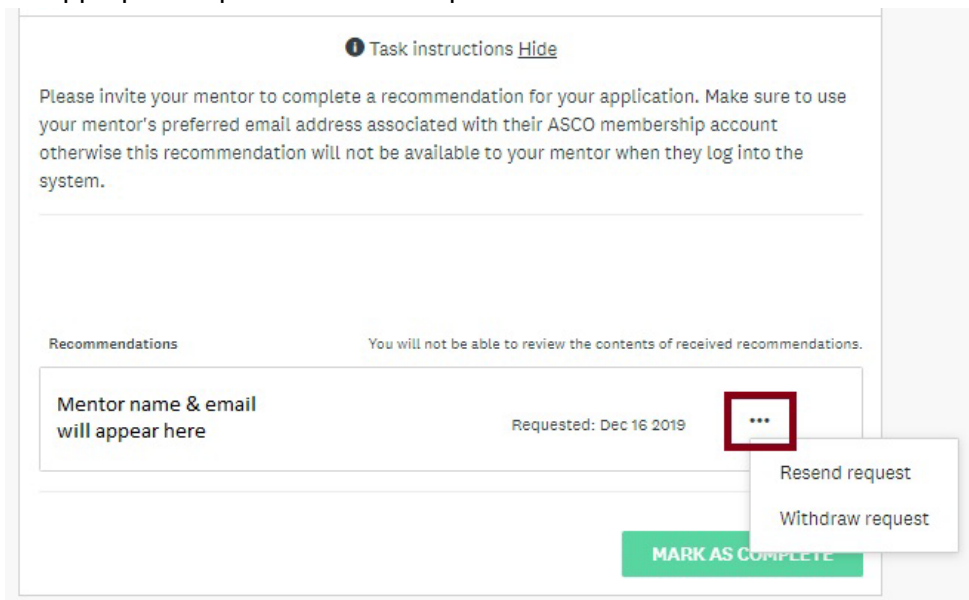 Task instructions Hide
Please invite your mentor to complete a recommendation for your application. Make sure to use
your mentor's preferred email address associated with their ASCO membership account
otherwise this recommendation will not be available to your mentor when they log into the
system.
Recommendations You will not be able to review the contents of received recommendations.
Mentor name & email
will appear here
Requested: Dec 16 2019 •••
Resend request
Withdraw request
MARK AS COMPLETE